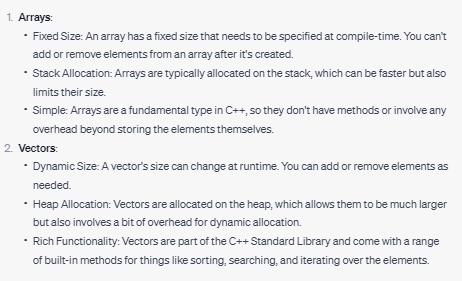 1. Arrays:
• Fixed Size: An array has a fixed size that needs to be specified at compile-time. You can't
add or remove elements from an array after it's created.
• Stack Allocation: Arrays are typically allocated on the stack, which can be faster but also
limits their size.
• Simple: Arrays are a fundamental type in C++, so they don't have methods or involve any
overhead beyond storing the elements themselves.
2. Vectors:
• Dynamic Size: A vector's size can change at runtime. You can add or remove elements as
needed.
• Heap Allocation: Vectors are allocated on the heap, which allows them to be much larger
but also involves a bit of overhead for dynamic allocation.
• Rich Functionality: Vectors are part of the C++ Standard Library and come with a range
of built-in methods for things like sorting, searching, and iterating over the elements.